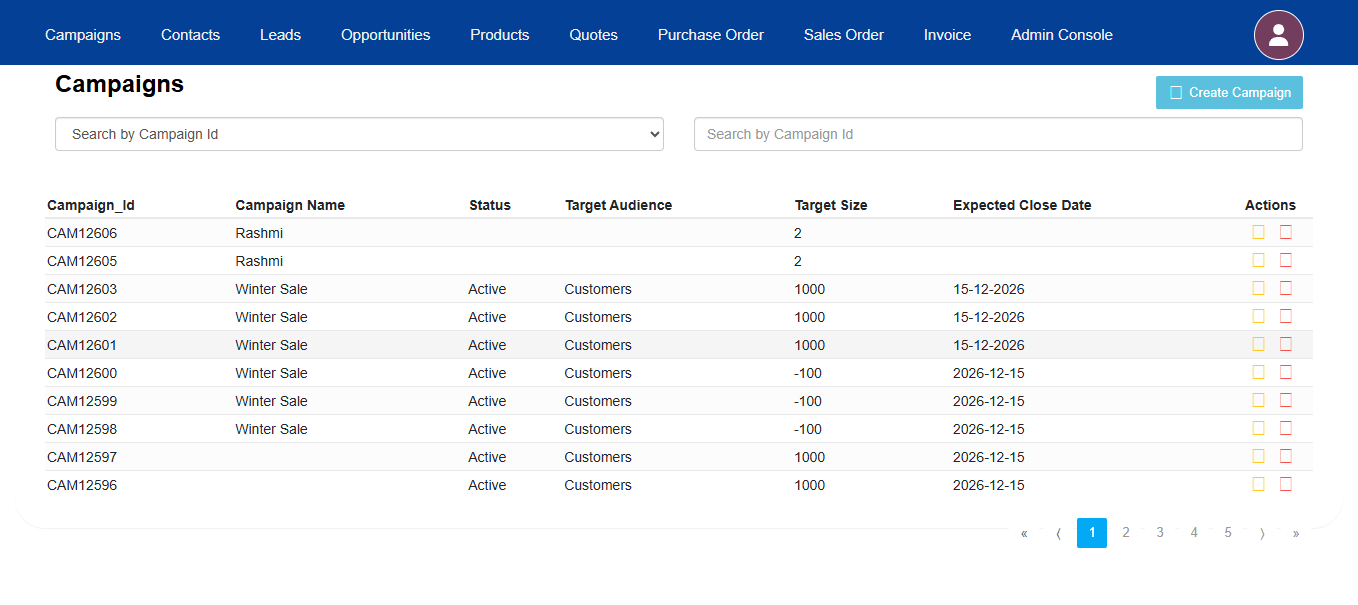 Campaigns Contacts Leads Opportunities Products Quotes Purchase Order Sales Order Invoice Admin Console
Campaigns
Create Campaign
Search by Campaign Id Search by Campaign Id
Campaign_Id Campaign Name Status Target Audience Target Size Expected Close Date Actions
CAM12606 Rashmi 2
CAM12605 Rashmi 2
CAM12603 Winter Sale Active Customers 1000 15-12-2026
CAM12602 Winter Sale Active Customers 1000 15-12-2026
CAM12601 Winter Sale Active Customers 1000 15-12-2026
CAM12600 Winter Sale Active Customers -100 2026-12-15
CAM12599 Winter Sale Active Customers -100 2026-12-15
CAM12598 Winter Sale Active Customers -100 2026-12-15
CAM12597 Active Customers 1000 2026-12-15
CAM12596 Active Customers 1000 2026-12-15
« ⟨ 1 2 3 4 5 ⟩ »